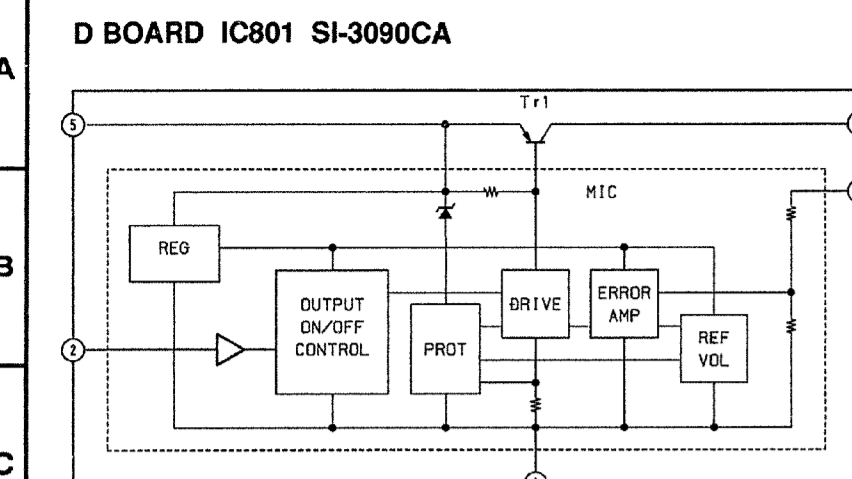 D BOARD IC801 SI-3090CA
A
Tr1
5
MIC
REG
B
OUTPUT
ON/OFF
CONTROL
DRIVE
ERROR
AMP
REF
VOL
PROT
2
C